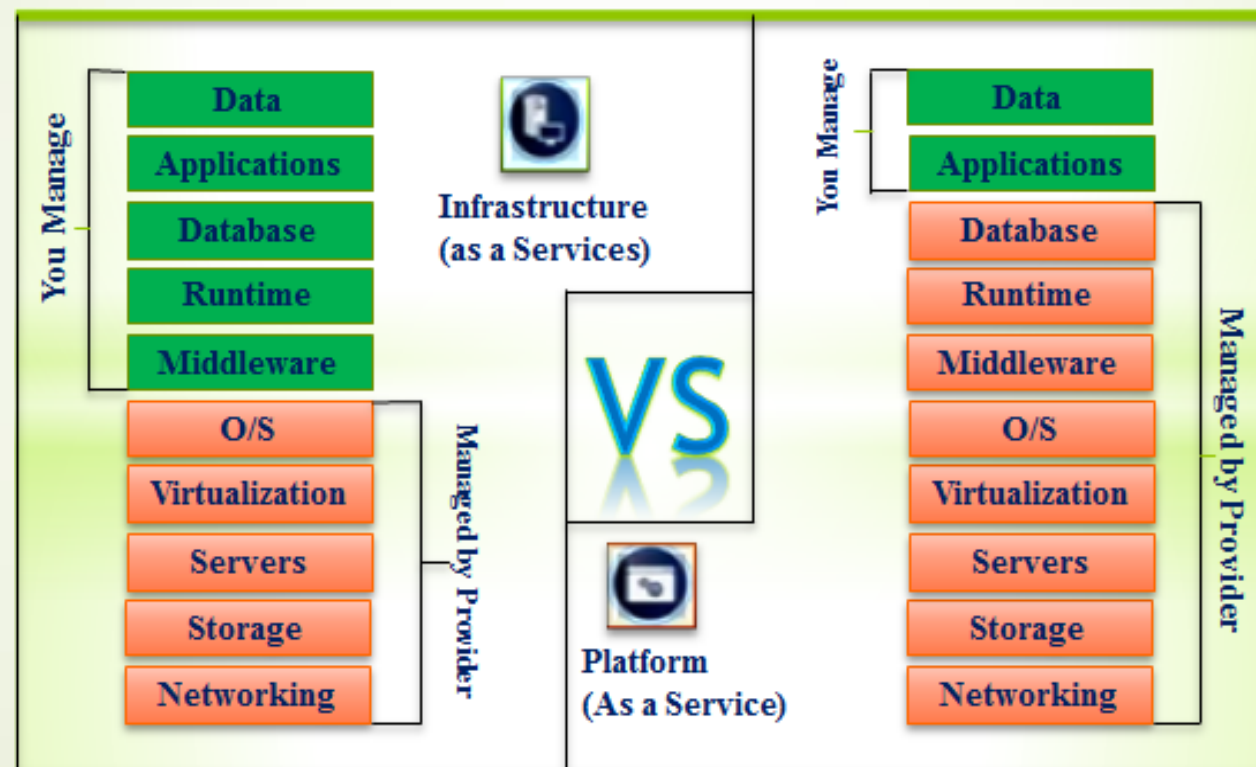 You Manage
Data
Applications
Database
Runtime
Middleware
O/S
Virtualization
Servers
Storage
Networking
Managed by Provider
Infrastructure
(as a Services)
VS
Platform
(As a Service)
You Manage
Data
Applications
Database
Runtime
Middleware
O/S
Virtualization
Servers
Storage
Networking
Managed by Provider